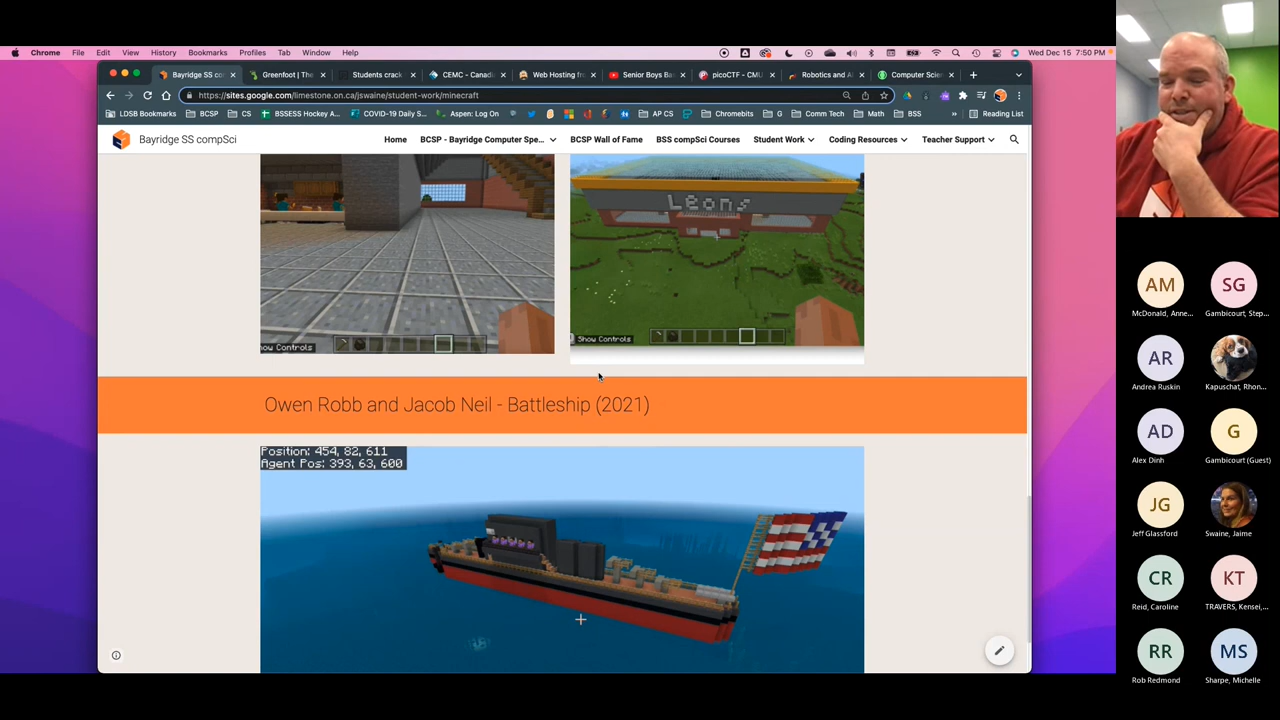 Chrome File Edit View History Bookmarks Profiles Tab Window Help
Wed Dec 15 7:50 PM
Bayridge SS co
Greenfoot | The
Students crack
CEMC - Canadi
Web Hosting fro
Senior Boys Ba
picoCTF - CMU
Robotics and A
Computer Scie
https://sites.google.com/limestone.on.ca/jswaine/student-work/minecraft
LDSB Bookmarks
BCSP
CS
BSSESS Hockey A...
COVID-19 Daily S...
Aspen: Log On
AP CS
Chromebits
G
Comm Tech
Math
BSS
»
Reading List
Bayridge SS compSci
Home
BCSP - Bayridge Computer Spe...
BCSP Wall of Fame
BSS compSci Courses
Student Work
Coding Resources
Teacher Support
Leons
ow Controls
Show Controls
Owen Robb and Jacob Neil - Battleship (2021)
Position: 454, 82, 611
Agent Pos: 393, 63, 600
AM
McDonald, Anne...
SG
Gambicourt, Step...
AR
Andrea Ruskin
Kapuschat, Rhon...
AD
Alex Dinh
G
Gambicourt (Guest)
JG
Jeff Glassford
Swaine, Jaime
CR
Reid, Caroline
KT
TRAVERS, Kensei,...
RR
Rob Redmond
MS
Sharpe, Michelle